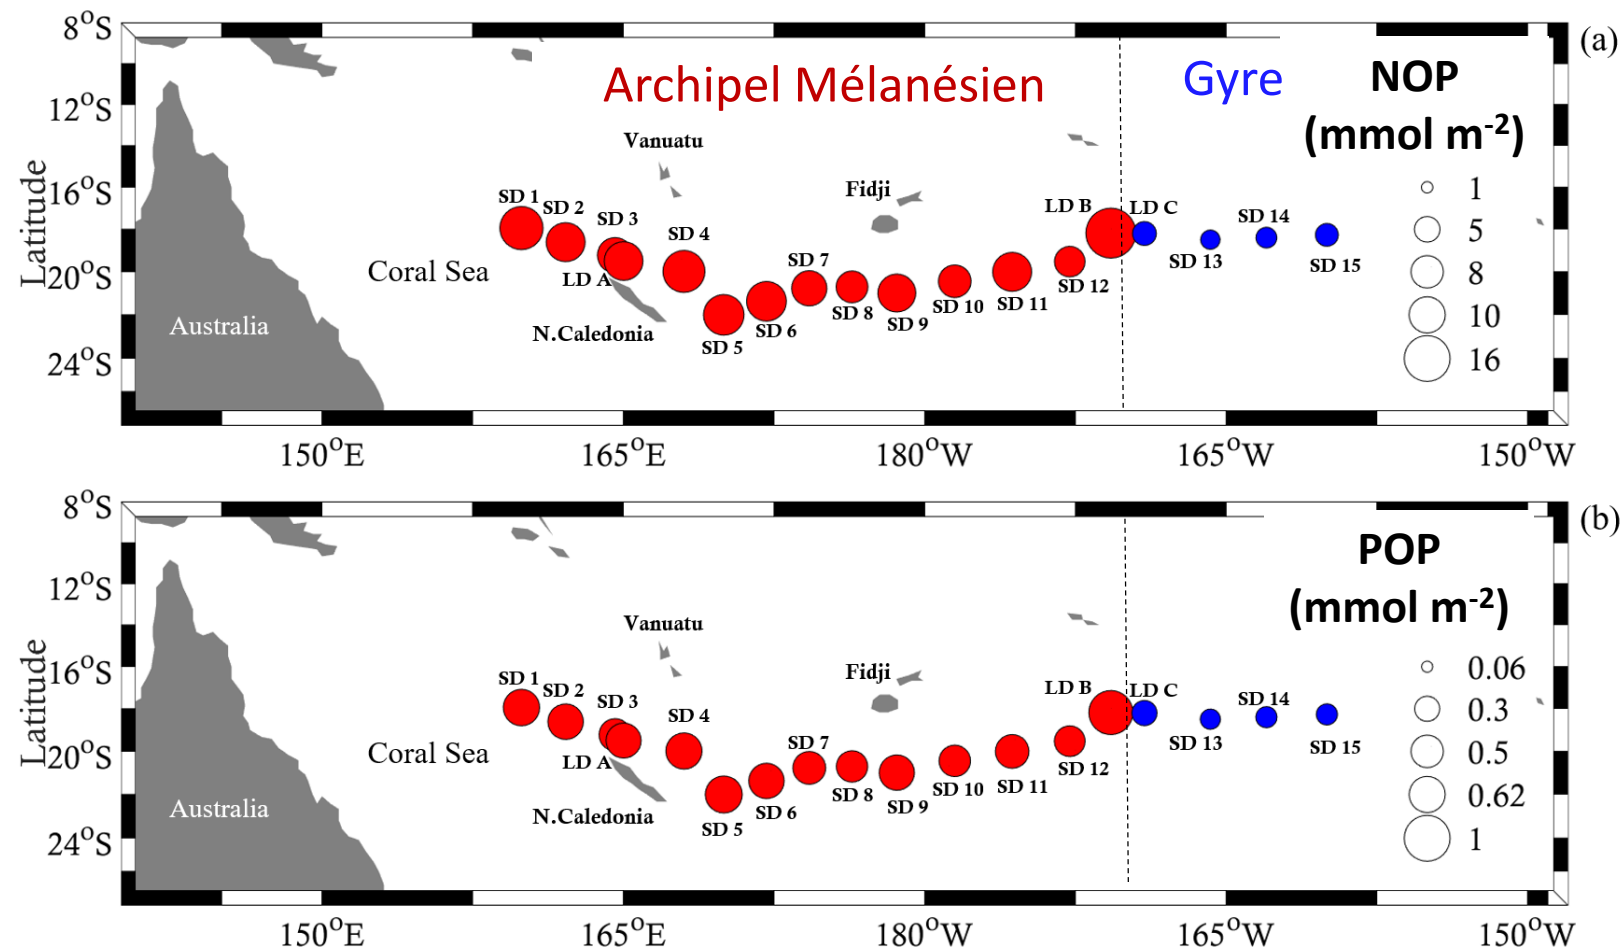 (a)
8°S
12°S
16°S
20°S
24°S
Latitude
Archipel Mélanésien
Gyre
NOP
(mmol m-2)
1
5
8
10
16
Vanuatu
Fidji
Coral Sea
Australia
N.Caledonia
SD 1
SD 2
SD 3
LD A
SD 4
SD 5
SD 6
SD 7
SD 8
SD 9
SD 10
SD 11
SD 12
LD B
LD C
SD 13
SD 14
SD 15
150°E
165°E
180°W
165°W
150°W
(b)
8°S
12°S
16°S
20°S
24°S
Latitude
POP
(mmol m-2)
0.06
0.3
0.5
0.62
1
Vanuatu
Fidji
Coral Sea
Australia
N.Caledonia
SD 1
SD 2
SD 3
LD A
SD 4
SD 5
SD 6
SD 7
SD 8
SD 9
SD 10
SD 11
SD 12
LD B
LD C
SD 13
SD 14
SD 15
150°E
165°E
180°W
165°W
150°W